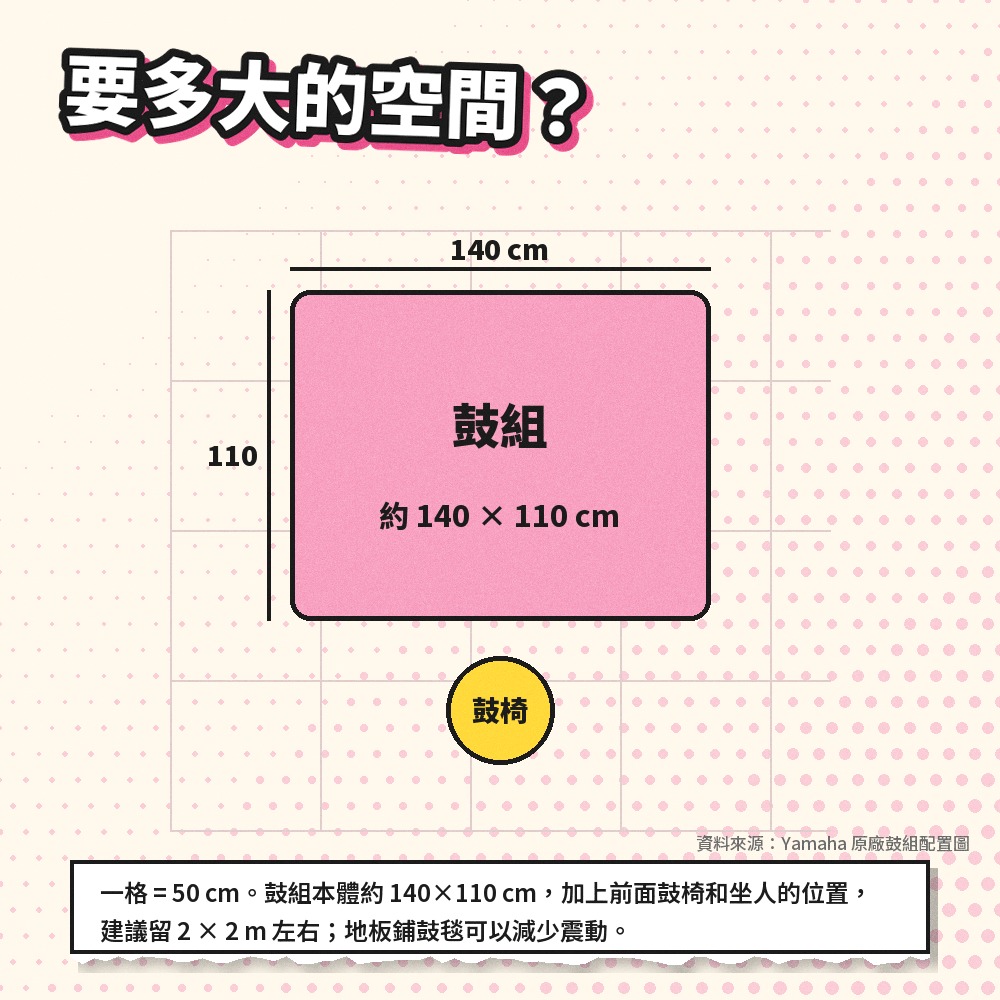 要多大的空間？
140 cm
110
鼓組
約 140 × 110 cm
鼓椅
資料來源：Yamaha 原廠鼓組配置圖
一格 = 50 cm。鼓組本體約 140×110 cm，加上前面鼓椅和坐人的位置，
建議留 2 × 2 m 左右；地板鋪鼓毯可以減少震動。